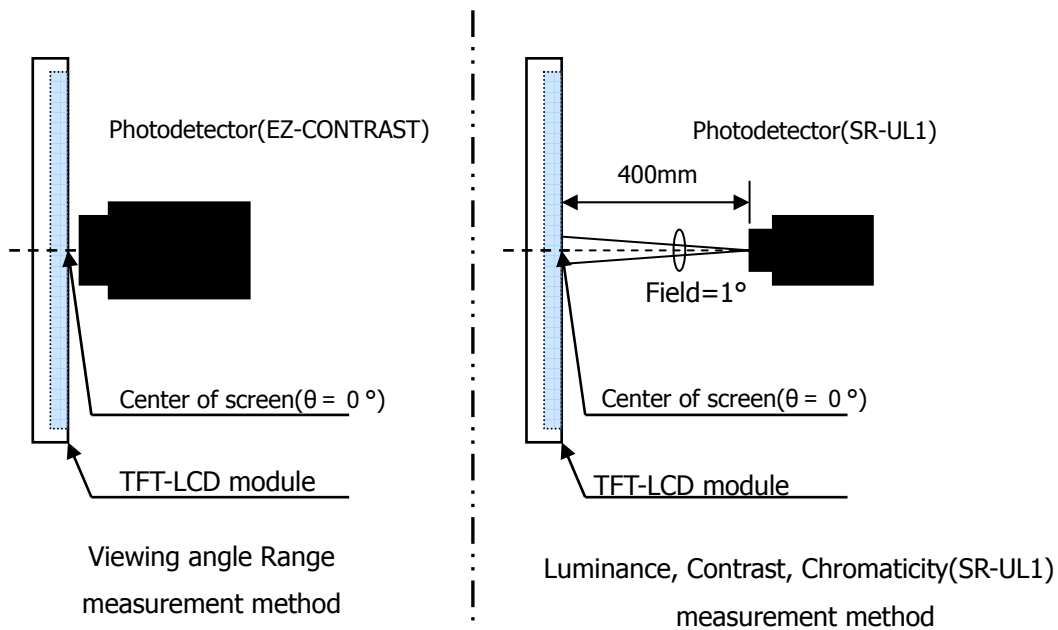 Photodetector(EZ-CONTRAST)
Center of screen(θ = 0 °)
TFT-LCD module
Viewing angle Range
measurement method
Photodetector(SR-UL1)
400mm
Field=1°
Center of screen(θ = 0 °)
TFT-LCD module
Luminance, Contrast, Chromaticity(SR-UL1)
measurement method